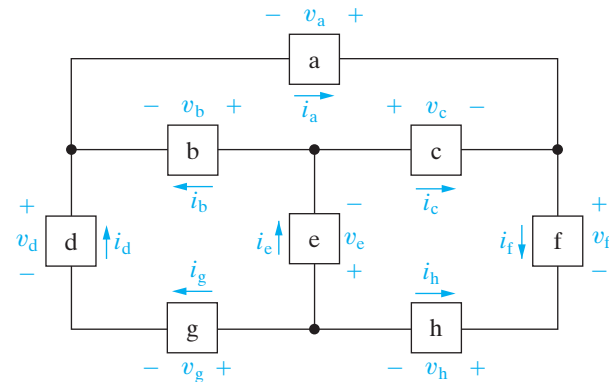 − v_a +
a
i_a
− v_b + + v_c −
b c
i_b i_c
+ − +
v_d d i_d i_e e v_e i_f f v_f
− + −
i_g i_h
g h
− v_g + − v_h +